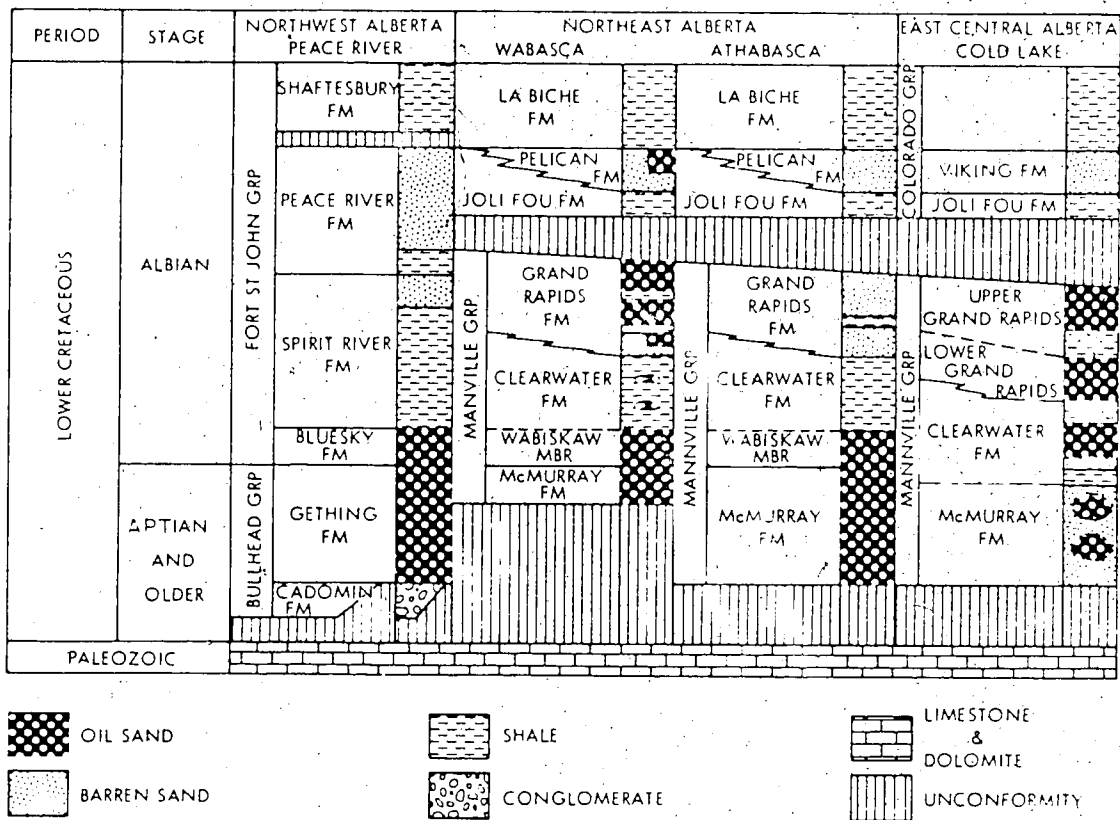 PERIOD
STAGE
NORTHWEST ALBERTA
PEACE RIVER
NORTHEAST ALBERTA
WABASCA
ATHABASCA
EAST CENTRAL ALBERTA
COLD LAKE
LOWER CRETACEOUS
ALBIAN
APTIAN
AND
OLDER
PALEOZOIC
FORT ST JOHN GRP
BULLHEAD GRP
SHAFTESBURY
FM
PEACE RIVER
FM
SPIRIT RIVER
FM
BLUESKY
FM
GETHING
FM
CADOMIN
FM
LA BICHE
FM
PELICAN
FM
JOLI FOU FM
MANVILLE GRP
GRAND
RAPIDS
FM
CLEARWATER
FM
WABISKAW
MBR
McMURRAY
FM
LA BICHE
FM
PELICAN
FM
JOLI FOU FM
MANNVILLE GRP
GRAND
RAPIDS
FM
CLEARWATER
FM
WABISKAW
MBR
McMURRAY
FM
COLORADO GRP
VIKING FM
JOLI FOU FM
MANNVILLE GRP
UPPER
GRAND RAPIDS
LOWER
GRAND
RAPIDS
CLEARWATER
FM
McMURRAY
FM
OIL SAND
BARREN SAND
SHALE
CONGLOMERATE
LIMESTONE
&
DOLOMITE
UNCONFORMITY